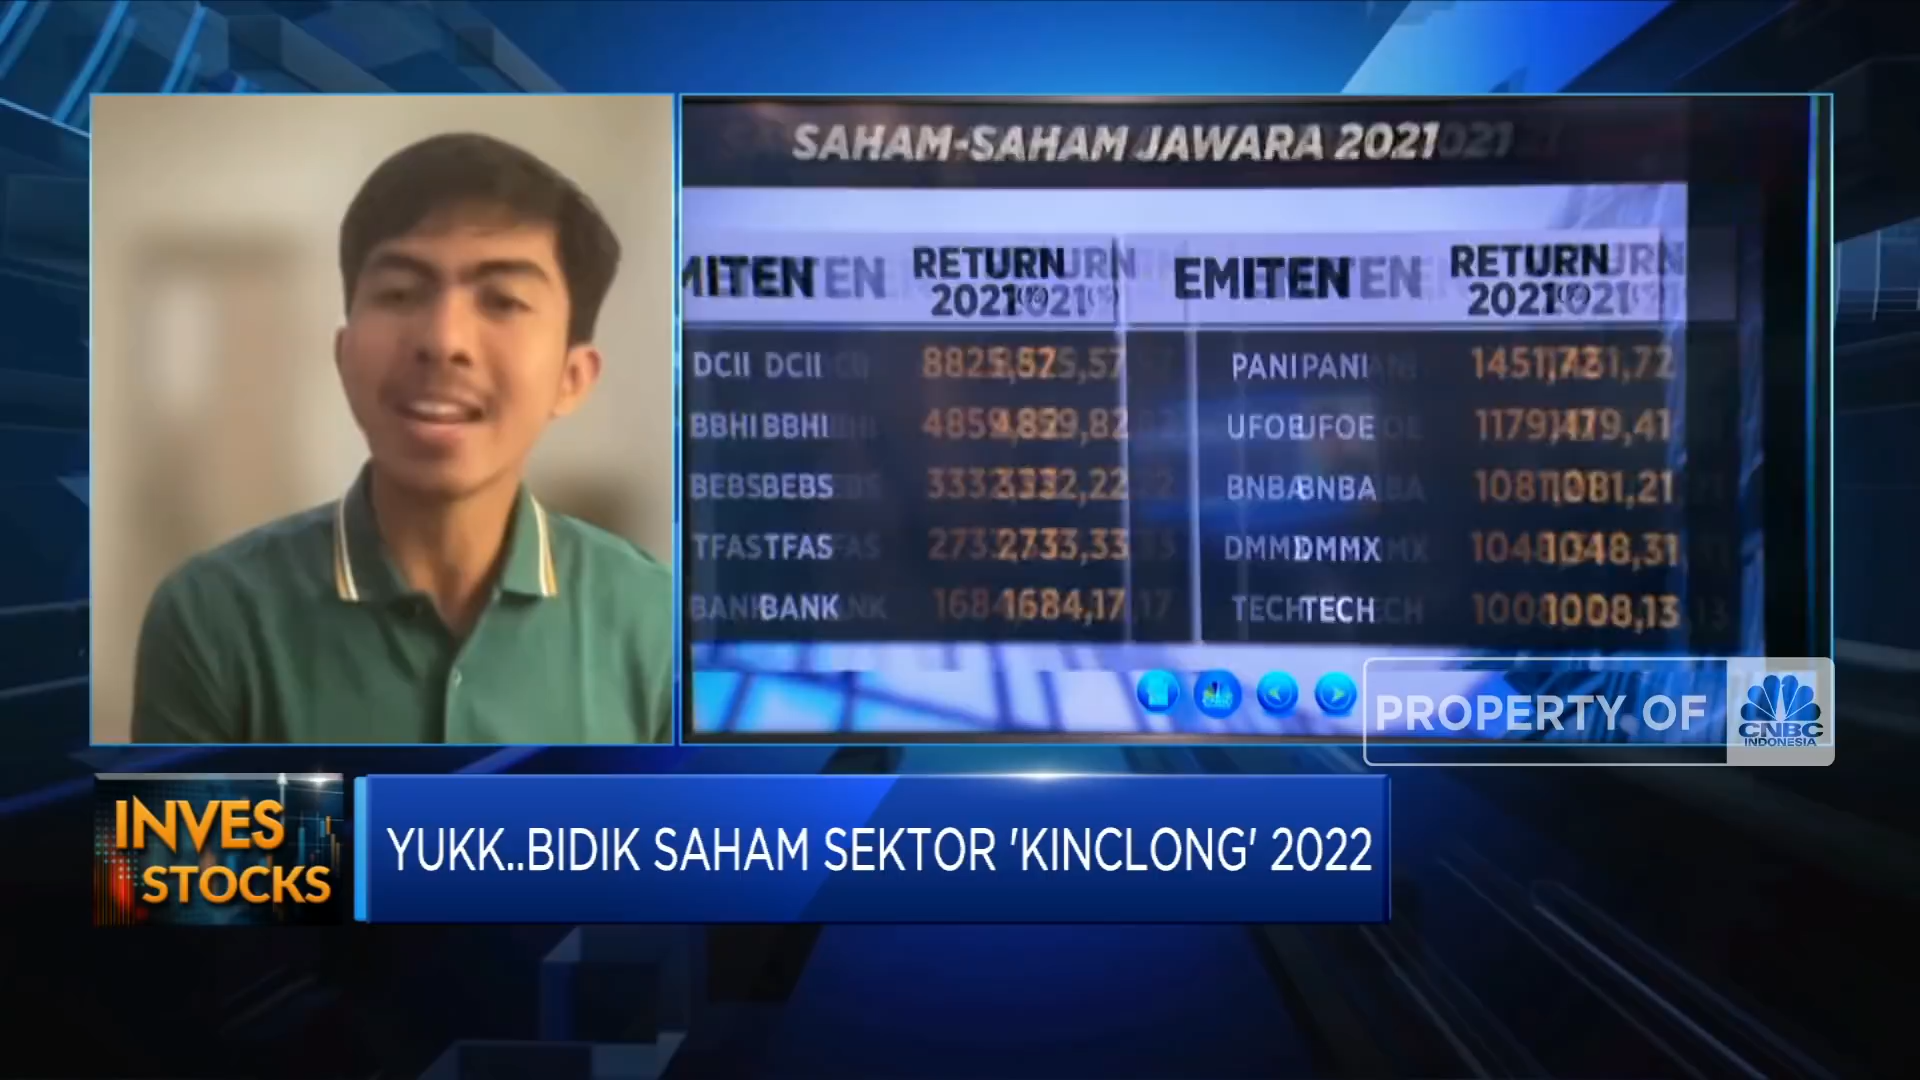 SAHAM-SAHAM JAWARA 2021
EMITEN RETURN 2021(%) EMITEN RETURN 2021(%)
DCII 8825,57 PANI 1451,72
BBHI 4859,82 UFOE 1179,41
BEBS 3332,22 BNBA 1081,21
TFAS 2733,33 DMMX 1048,31
BANK 1684,17 TECH 1008,13
PROPERTY OF CNBC INDONESIA
INVES
STOCKS
YUKK..BIDIK SAHAM SEKTOR 'KINCLONG' 2022